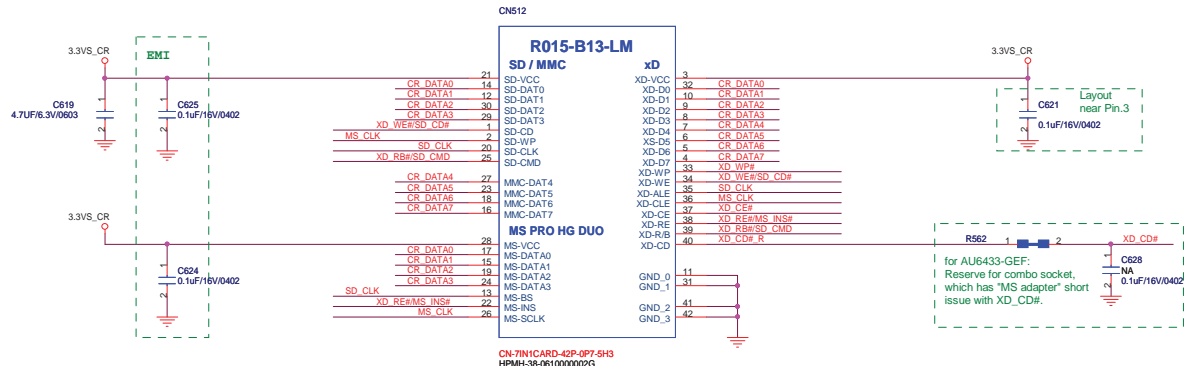 CN512
R015-B13-LM
SD / MMC
xD
3.3VS_CR
EMI
1
C619
4.7UF/6.3V/0603
2
1
C625
0.1uF/16V/0402
2
CR_DATA0
CR_DATA1
CR_DATA2
CR_DATA3
XD_WE#/SD_CD#
MS_CLK
SD_CLK
XD_RB#/SD_CMD
21 SD-VCC
14 SD-DAT0
12 SD-DAT1
30 SD-DAT2
29 SD-DAT3
1 SD-CD
2 SD-WP
20 SD-CLK
25 SD-CMD
CR_DATA4
CR_DATA5
CR_DATA6
CR_DATA7
27 MMC-DAT4
23 MMC-DAT5
18 MMC-DAT6
16 MMC-DAT7
MS PRO HG DUO
3.3VS_CR
1
C624
0.1uF/16V/0402
2
CR_DATA0
CR_DATA1
CR_DATA2
CR_DATA3
SD_CLK
XD_RE#/MS_INS#
MS_CLK
28 MS-VCC
17 MS-DATA0
15 MS-DATA1
19 MS-DATA2
24 MS-DATA3
13 MS-BS
22 MS-INS
26 MS-SCLK
XD-VCC 3
XD-D0 32
XD-D1 10
XD-D2 9
XD-D3 8
XD-D4 7
XS-D5 6
XD-D6 5
XD-D7 4
XD-WP 33
XD-WE 34
XD-ALE 35
XD-CLE 36
XD-CE 37
XD-RE 38
XD-R/B 39
XD-CD 40
GND_0 11
GND_1 31
GND_2 41
GND_3 42
CR_DATA0
CR_DATA1
CR_DATA2
CR_DATA3
CR_DATA4
CR_DATA5
CR_DATA6
CR_DATA7
XD_WP#
XD_WE#/SD_CD#
SD_CLK
MS_CLK
XD_CE#
XD_RE#/MS_INS#
XD_RB#/SD_CMD
XD_CD#_R
3.3VS_CR
1
C621
0.1uF/16V/0402
2
Layout
near Pin.3
R562
1
2
XD_CD#
for AU6433-GEF:
Reserve for combo socket,
which has "MS adapter" short
issue with XD_CD#.
1
C628
NA
0.1uF/16V/0402
2
CN-7IN1CARD-42P-0P7-5H3
HPMH-38-0610000002G